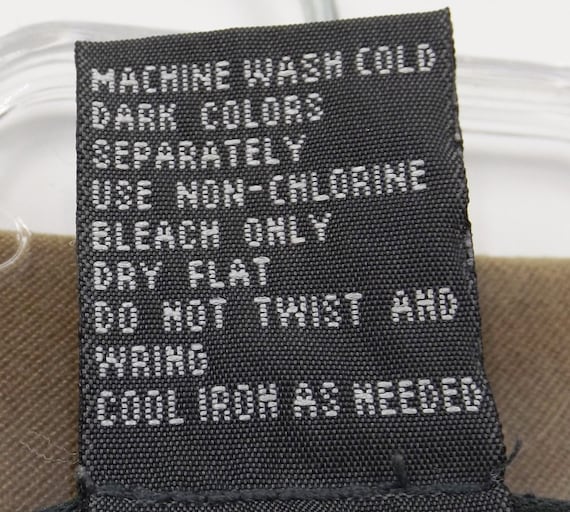 MACHINE WASH COLD
DARK COLORS
SEPARATELY
USE NON-CHLORINE
BLEACH ONLY
DRY FLAT
DO NOT TWIST AND
WRING
COOL IRON AS NEEDED